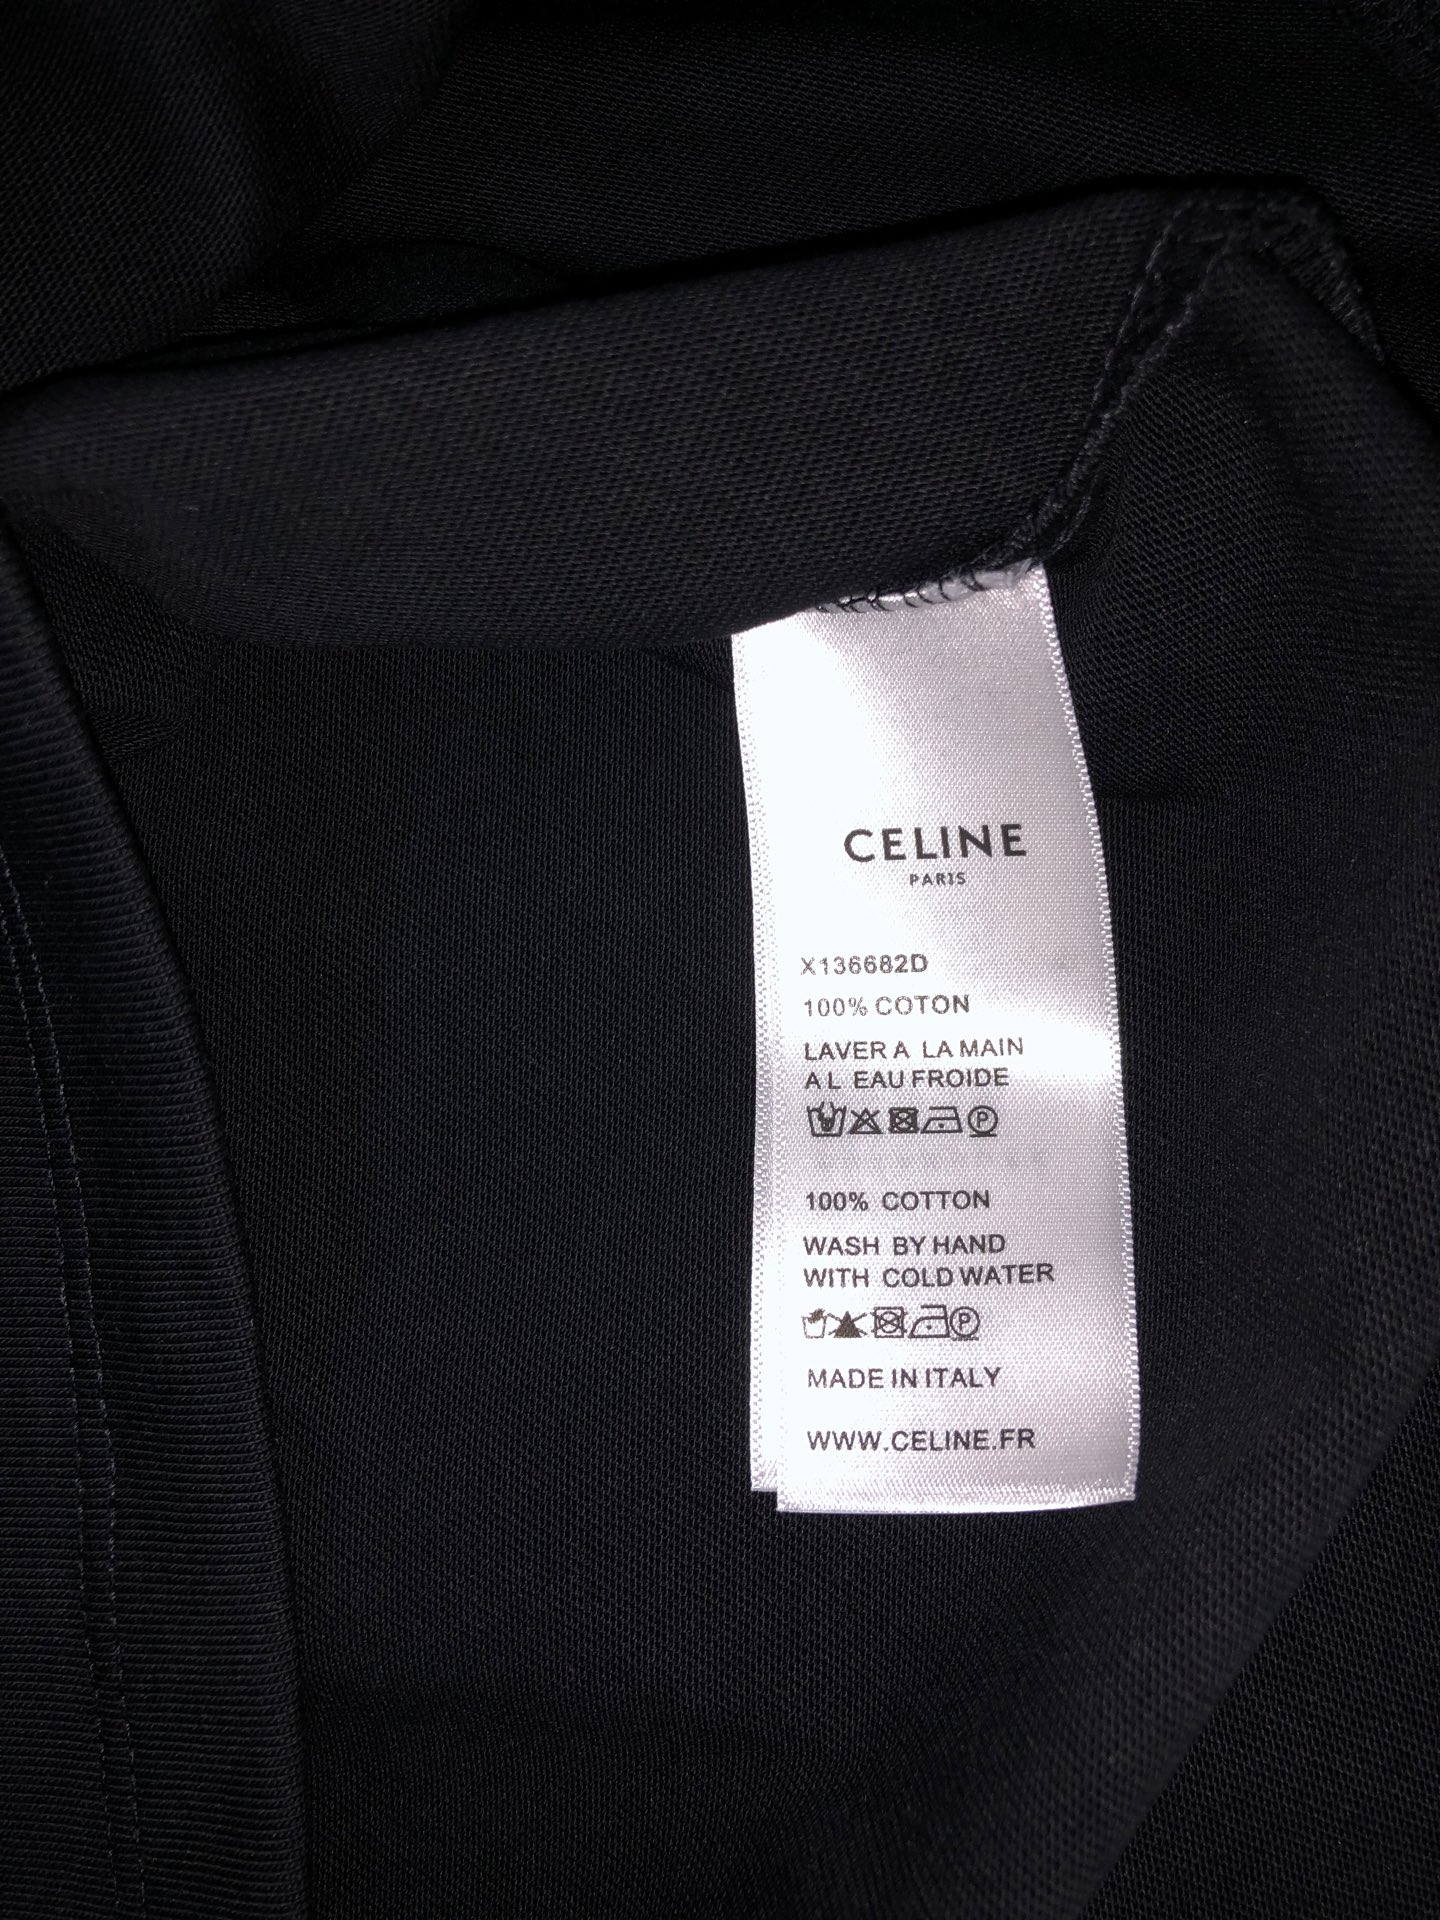 CELINE
PARIS
X136682D
100% COTON
LAVER A LA MAIN
A L EAU FROIDE
P
100% COTTON
WASH BY HAND
WITH COLD WATER
P
MADE IN ITALY
WWW.CELINE.FR